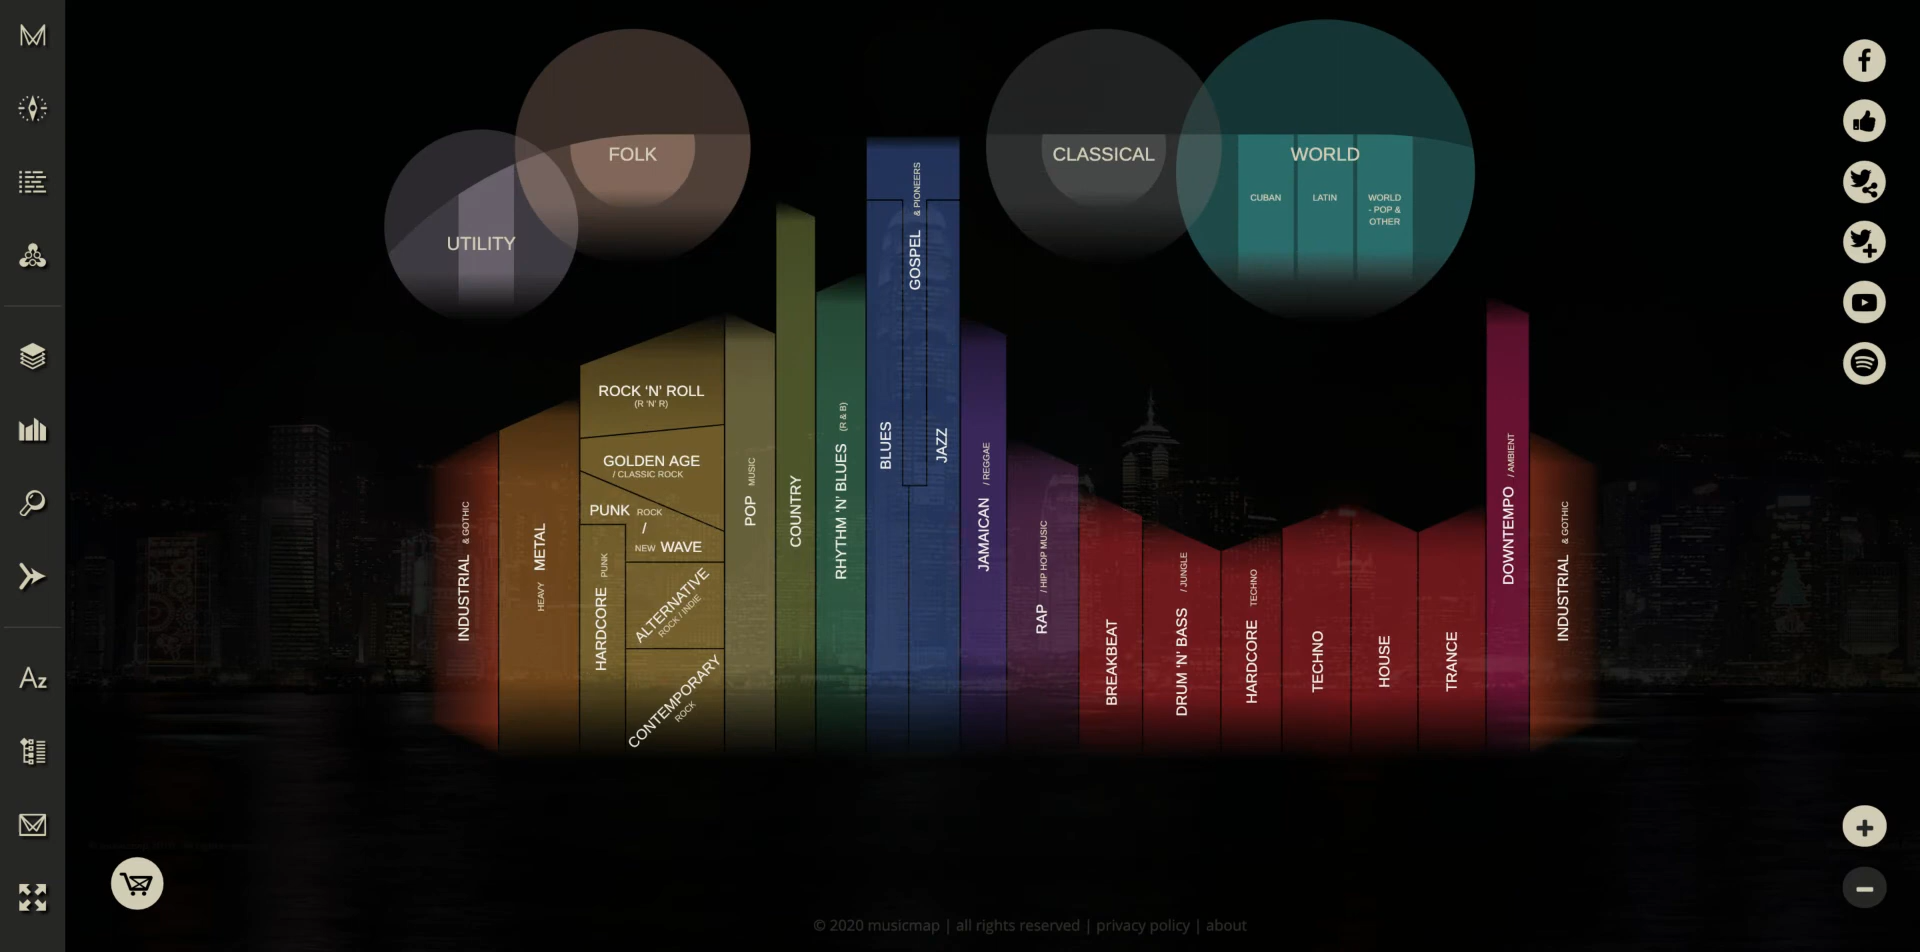 FOLK
CLASSICAL
WORLD
CUBAN
LATIN
WORLD
- POP &
OTHER
UTILITY
INDUSTRIAL & GOTHIC
HEAVY METAL
ROCK ‘N’ ROLL
(R ‘N’ R)
GOLDEN AGE
/ CLASSIC ROCK
PUNK ROCK
/
NEW WAVE
HARDCORE PUNK
ALTERNATIVE
ROCK / INDIE
CONTEMPORARY
ROCK
POP MUSIC
COUNTRY
RHYTHM ‘N’ BLUES (R & B)
BLUES
GOSPEL & PIONEERS
JAZZ
JAMAICAN / REGGAE
RAP / HIP HOP MUSIC
BREAKBEAT
DRUM ‘N’ BASS / JUNGLE
HARDCORE TECHNO
TECHNO
HOUSE
TRANCE
DOWNTEMPO / AMBIENT
INDUSTRIAL & GOTHIC
Az
© 2020 musicmap | all rights reserved | privacy policy | about